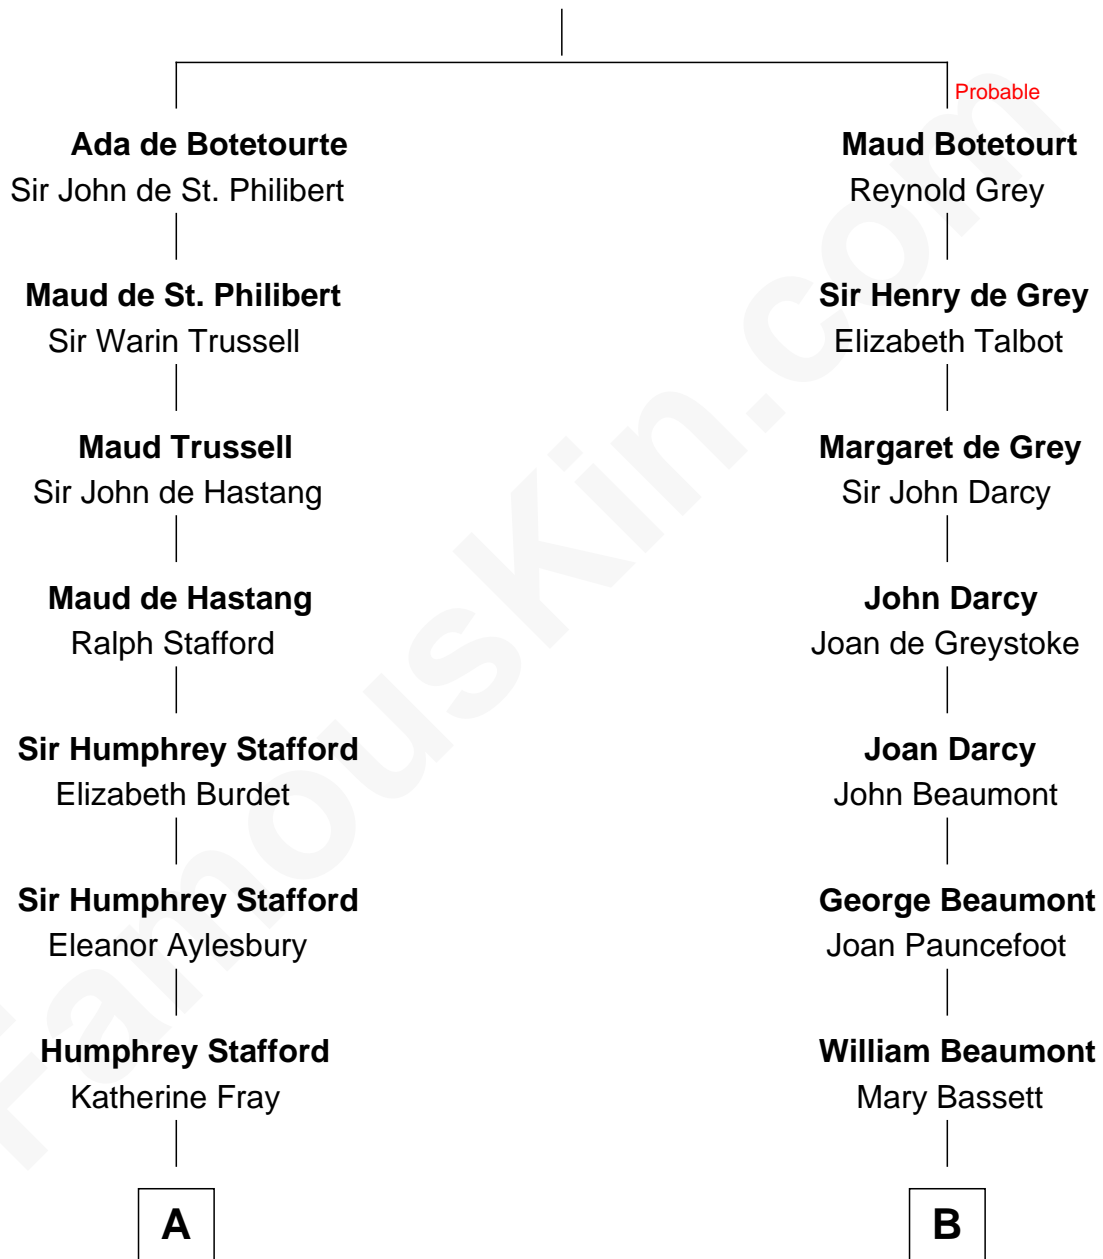 Probable
Ada de Botetourte
Sir John de St. Philibert
Maud Botetourt
Reynold Grey
Maud de St. Philibert
Sir Warin Trussell
Sir Henry de Grey
Elizabeth Talbot
Maud Trussell
Sir John de Hastang
Margaret de Grey
Sir John Darcy
Maud de Hastang
Ralph Stafford
John Darcy
Joan de Greystoke
Sir Humphrey Stafford
Elizabeth Burdet
Joan Darcy
John Beaumont
Sir Humphrey Stafford
Eleanor Aylesbury
George Beaumont
Joan Pauncefoot
Humphrey Stafford
Katherine Fray
William Beaumont
Mary Bassett
A
B
FamousKin.com